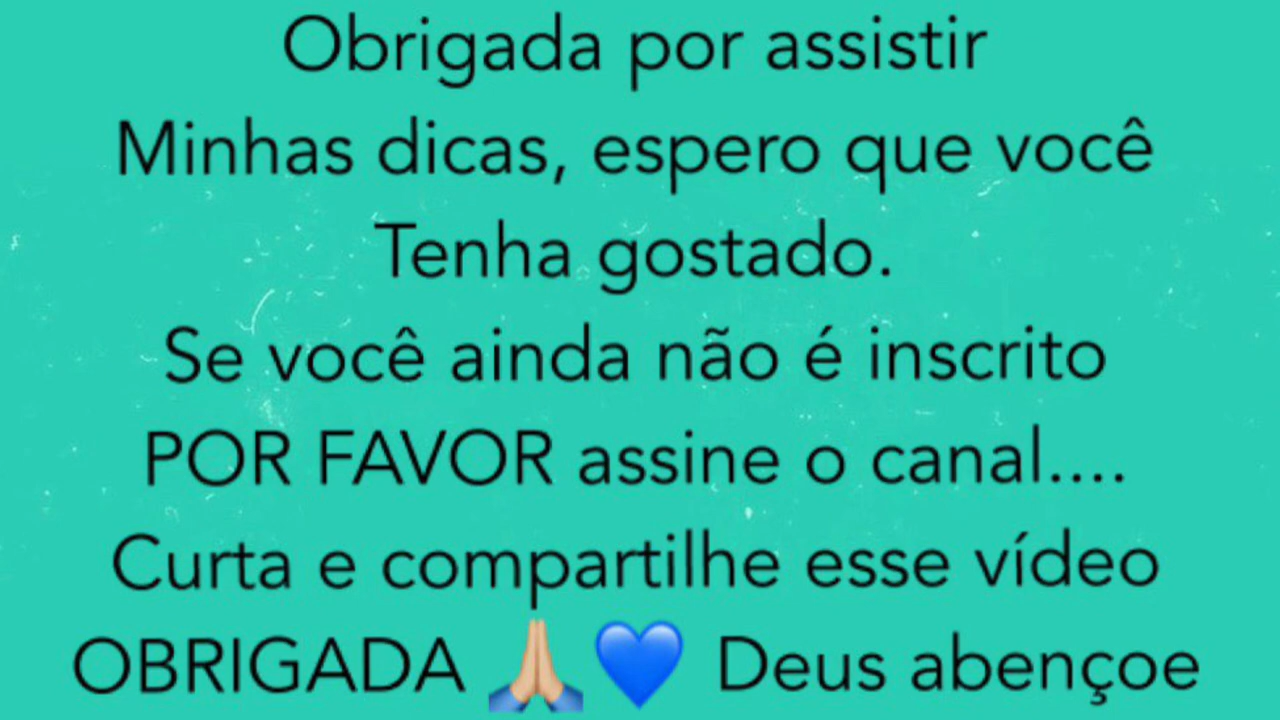 Obrigada por assistir
Minhas dicas, espero que você
Tenha gostado.
Se você ainda não é inscrito
POR FAVOR assine o canal....
Curta e compartilhe esse vídeo
OBRIGADA 🙏🏼💙 Deus abençoe